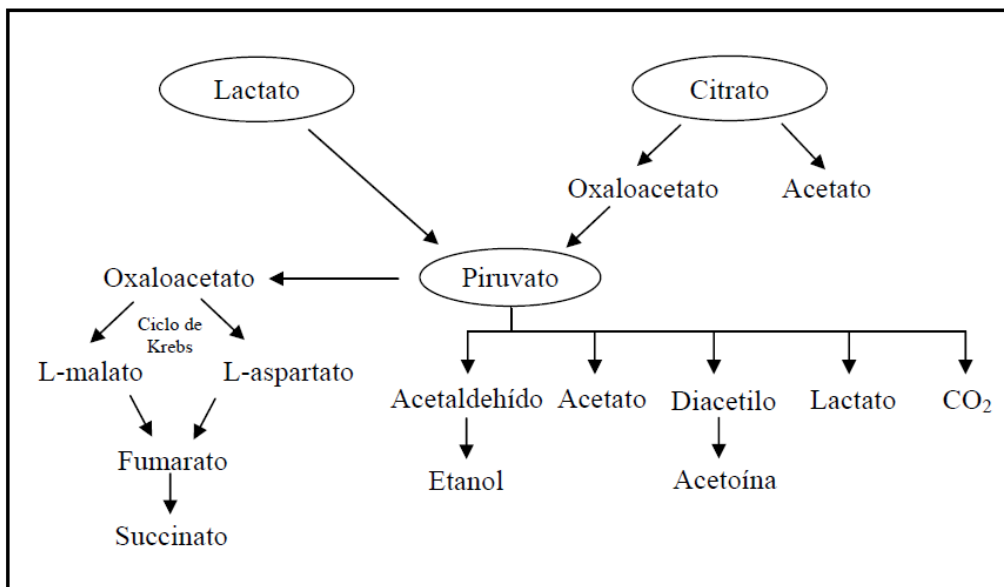 Lactato
Citrato
Oxaloacetato
Acetato
Oxaloacetato
Piruvato
Ciclo de
Krebs
L-malato
L-aspartato
Acetaldehído
Acetato
Diacetilo
Lactato
CO₂
Fumarato
Etanol
Acetoína
Succinato